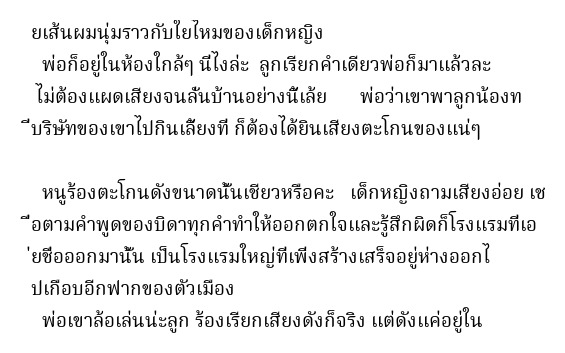 ยเส้นผมนุ่มราวกับใยไหมของเด็กหญิง
พ่อก็อยู่ในห้องใกล้ๆ นี่ไงล่ะ ลูกเรียกคำเดียวพ่อก็มาแล้วละ
ไม่ต้องแผดเสียงจนลั่นบ้านอย่างนี้เล้ย พ่อว่าเขาพาลูกน้องท
ี่บริษัทของเขาไปกินเลี้ยงที่ ก็ต้องได้ยินเสียงตะโกนของแน่ๆ
หนูร้องตะโกนดังขนาดนั้นเชียวหรือคะ เด็กหญิงถามเสียงอ่อย เช
ื่อตามคำพูดของบิดาทุกคำทำให้ออกตกใจและรู้สึกผิดก็โรงแรมที่เอ
่ยชื่อออกมานั้น เป็นโรงแรมใหญ่ที่เพิ่งสร้างเสร็จอยู่ห่างออกไ
ปเกือบอีกฟากของตัวเมือง
พ่อเขาล้อเล่นน่ะลูก ร้องเรียกเสียงดังก็จริง แต่ดังแค่อยู่ใน